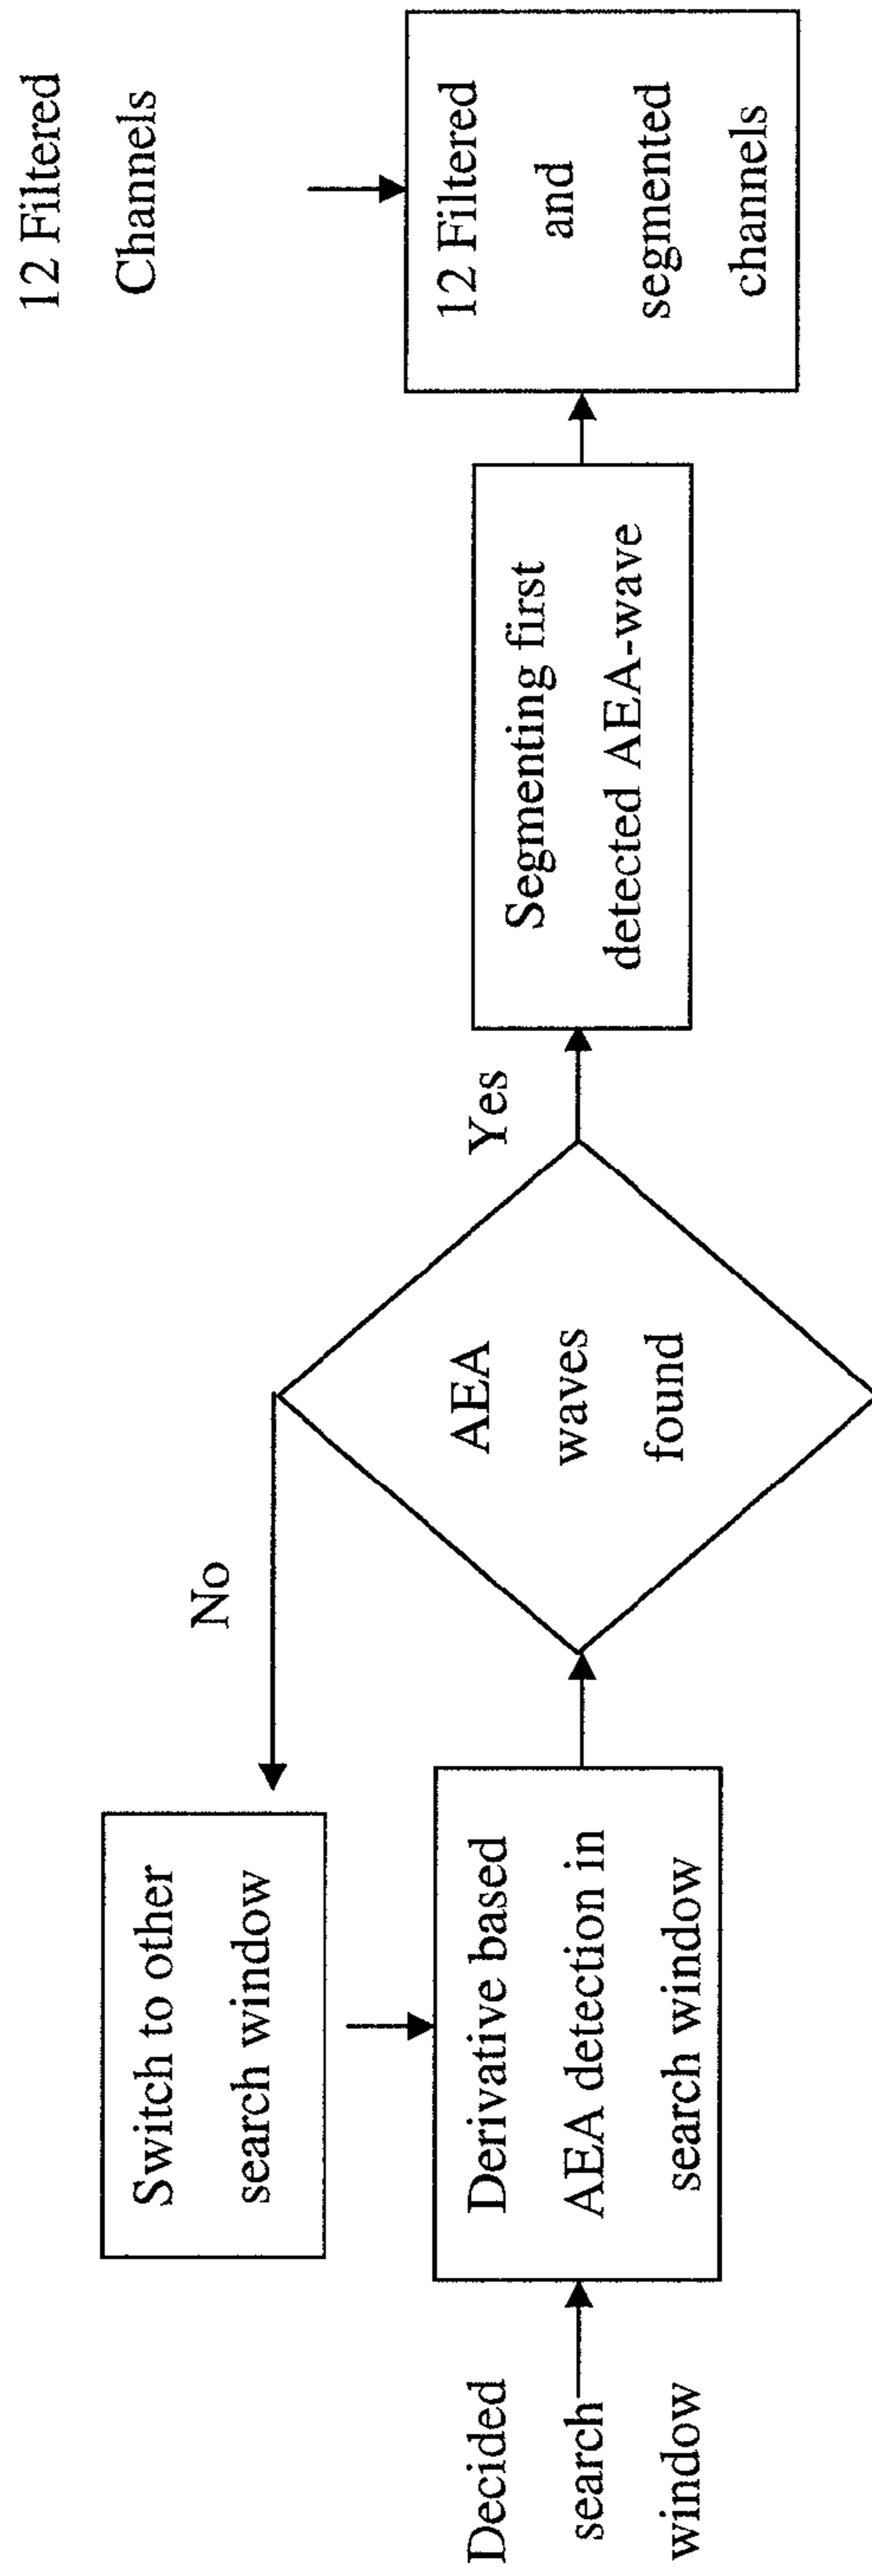 12 Filtered
Channels
Switch to other
search window
No
Decided
search
window
Derivative based
AEA detection in
search window
AEA
waves
found
Yes
Segmenting first
detected AEA-wave
12 Filtered
and
segmented
channels